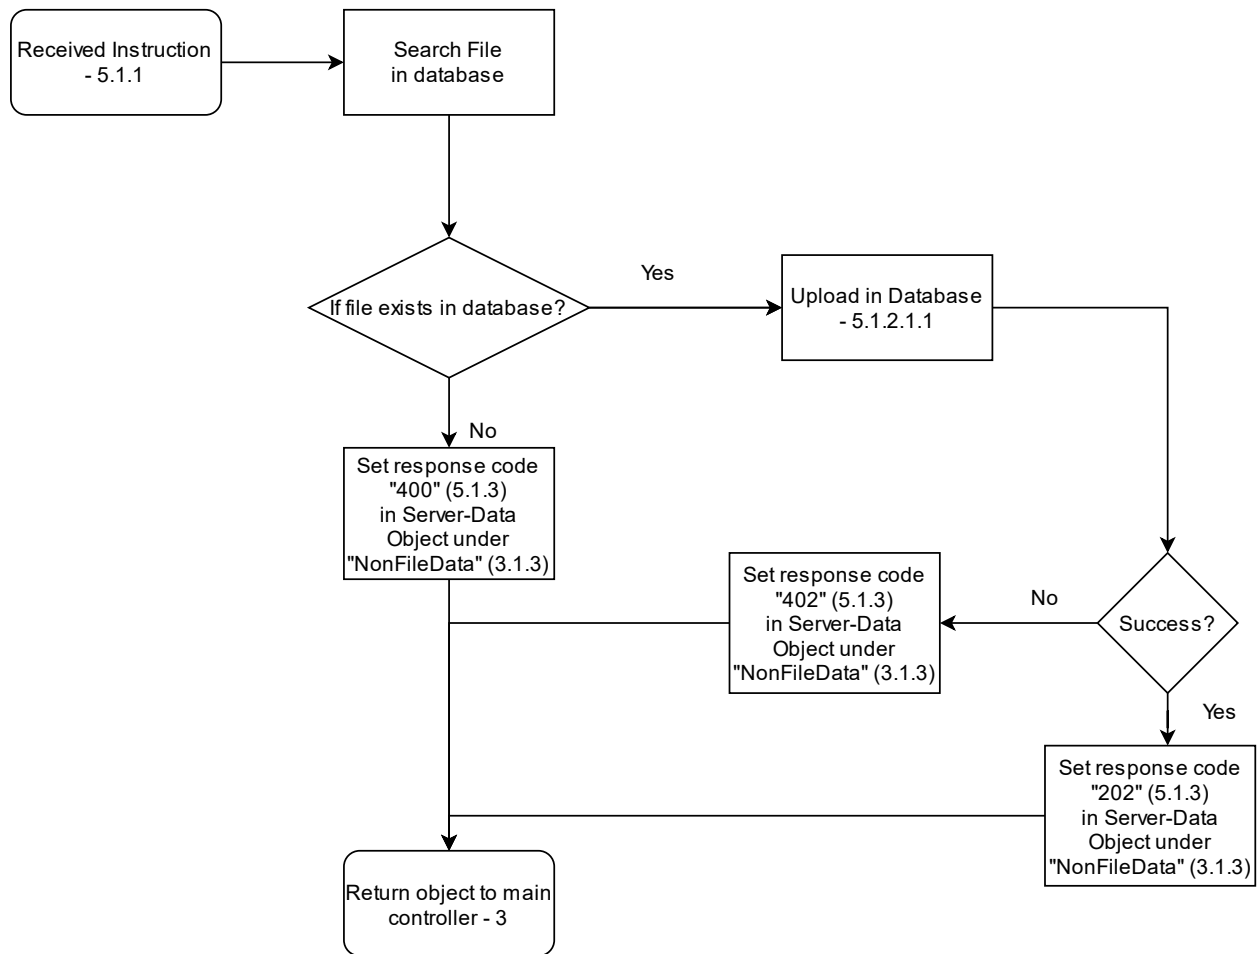 Received Instruction
- 5.1.1
Search File
in database
If file exists in database?
Yes
Upload in Database
- 5.1.2.1.1
No
Set response code
"400" (5.1.3)
in Server-Data
Object under
"NonFileData" (3.1.3)
Set response code
"402" (5.1.3)
in Server-Data
Object under
"NonFileData" (3.1.3)
No
Success?
Yes
Set response code
"202" (5.1.3)
in Server-Data
Object under
"NonFileData" (3.1.3)
Return object to main
controller - 3